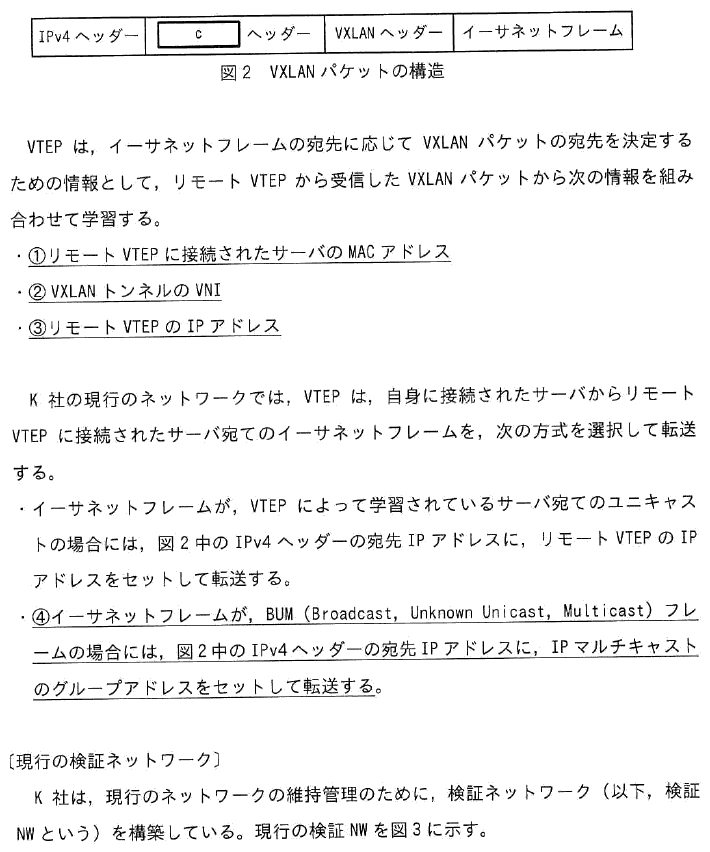 IPv4 ヘッダー c ヘッダー VXLAN ヘッダー イーサネットフレーム
図2 VXLAN パケットの構造
VTEP は，イーサネットフレームの宛先に応じて VXLAN パケットの宛先を決定する
ための情報として，リモート VTEP から受信した VXLAN パケットから次の情報を組み
合わせて学習する。
・①リモート VTEP に接続されたサーバの MAC アドレス
・② VXLAN トンネルの VNI
・③リモート VTEP の IP アドレス
K 社の現行のネットワークでは，VTEP は，自身に接続されたサーバからリモート
VTEP に接続されたサーバ宛てのイーサネットフレームを，次の方式を選択して転送
する。
・イーサネットフレームが，VTEP によって学習されているサーバ宛てのユニキャス
トの場合には，図2中の IPv4 ヘッダーの宛先 IP アドレスに，リモート VTEP の IP
アドレスをセットして転送する。
・④イーサネットフレームが，BUM（Broadcast, Unknown Unicast, Multicast）フレ
ームの場合には，図2中の IPv4 ヘッダーの宛先 IP アドレスに，IP マルチキャスト
のグループアドレスをセットして転送する。
〔現行の検証ネットワーク〕
K 社は，現行のネットワークの維持管理のために，検証ネットワーク（以下，検証
NW という）を構築している。現行の検証 NW を図3に示す。